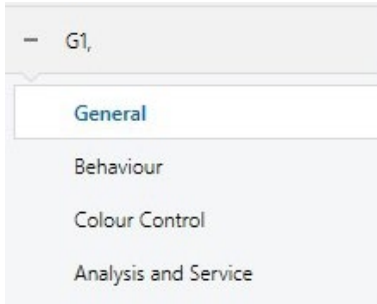 G1,
General
Behaviour
Colour Control
Analysis and Service